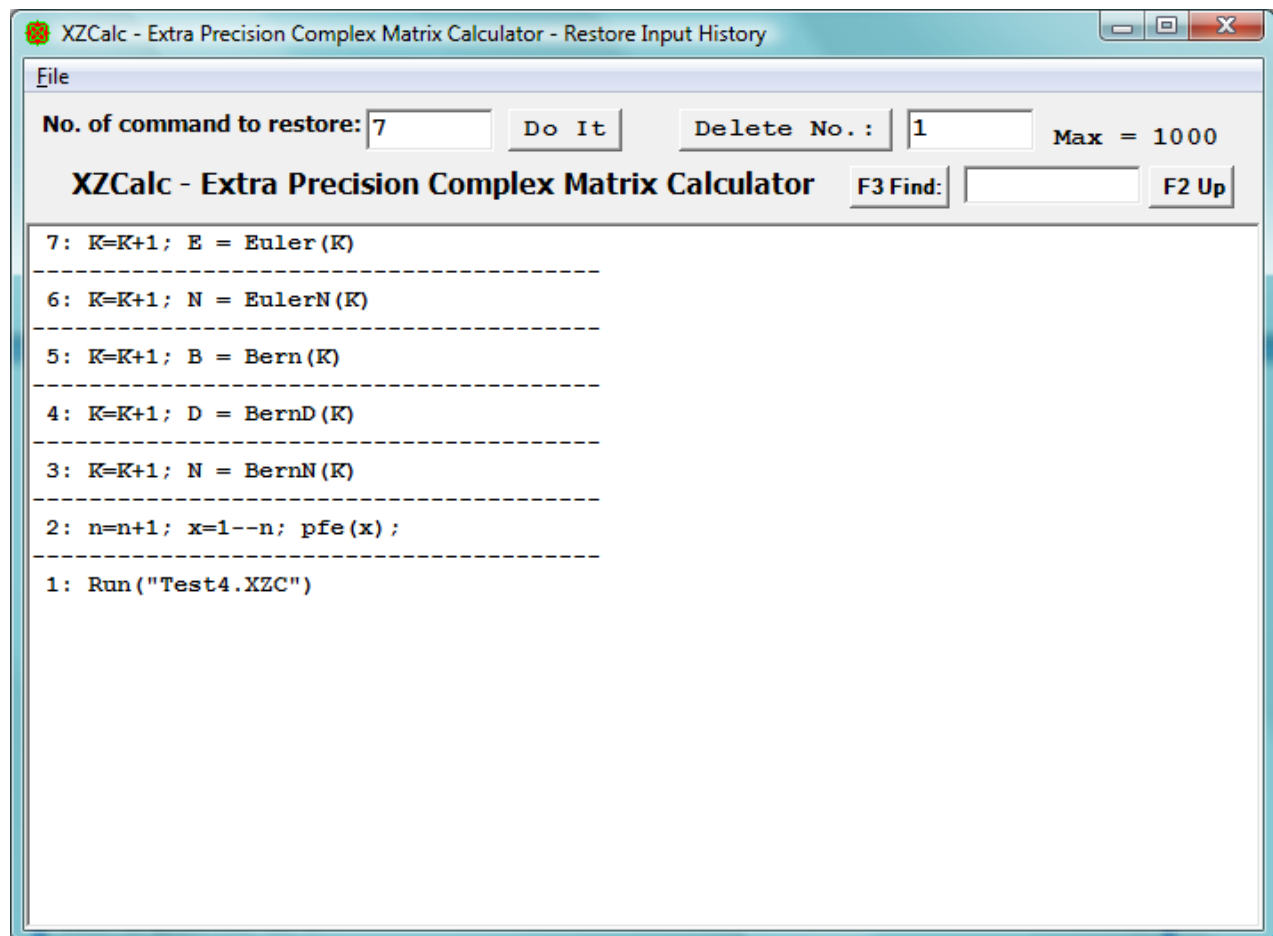 XZCalc - Extra Precision Complex Matrix Calculator - Restore Input History
File
No. of command to restore: 7 Do It Delete No.: 1 Max = 1000
XZCalc - Extra Precision Complex Matrix Calculator F3 Find: F2 Up
7: K=K+1; E = Euler(K)
----------------------------------------
6: K=K+1; N = EulerN(K)
----------------------------------------
5: K=K+1; B = Bern(K)
----------------------------------------
4: K=K+1; D = BernD(K)
----------------------------------------
3: K=K+1; N = BernN(K)
----------------------------------------
2: n=n+1; x=1--n; pfe(x);
----------------------------------------
1: Run("Test4.XZC")